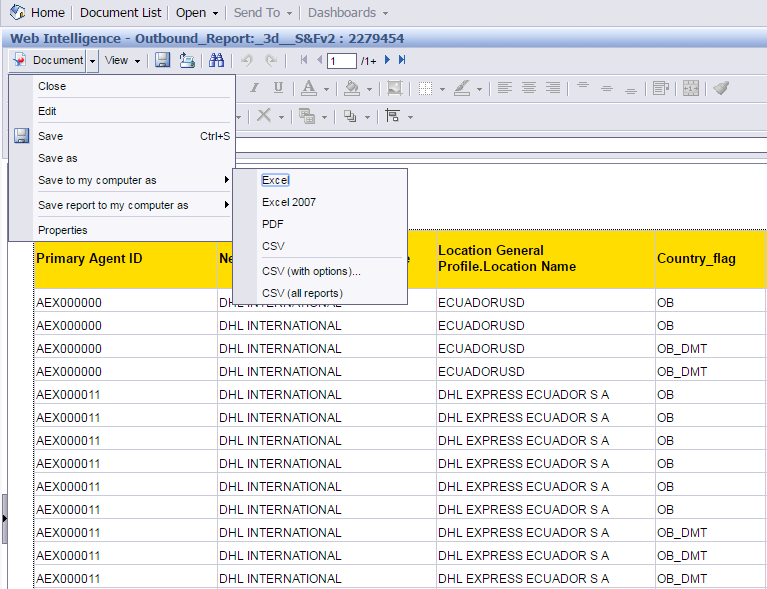 Home Document List Open Send To Dashboards
Web Intelligence - Outbound_Report:_3d__S&Fv2 : 2279454
Document View 1 /1+
Close
Edit
Save Ctrl+S
Save as
Save to my computer as
Save report to my computer as
Properties
Excel
Excel 2007
PDF
CSV
CSV (with options)...
CSV (all reports)
Primary Agent ID Ne e Location General Profile.Location Name Country_flag
AEX000000 DHL INTERNATIONAL ECUADORUSD OB
AEX000000 DHL INTERNATIONAL ECUADORUSD OB
AEX000000 DHL INTERNATIONAL ECUADORUSD OB_DMT
AEX000000 DHL INTERNATIONAL ECUADORUSD OB_DMT
AEX000011 DHL INTERNATIONAL DHL EXPRESS ECUADOR S A OB
AEX000011 DHL INTERNATIONAL DHL EXPRESS ECUADOR S A OB
AEX000011 DHL INTERNATIONAL DHL EXPRESS ECUADOR S A OB
AEX000011 DHL INTERNATIONAL DHL EXPRESS ECUADOR S A OB
AEX000011 DHL INTERNATIONAL DHL EXPRESS ECUADOR S A OB
AEX000011 DHL INTERNATIONAL DHL EXPRESS ECUADOR S A OB
AEX000011 DHL INTERNATIONAL DHL EXPRESS ECUADOR S A OB_DMT
AEX000011 DHL INTERNATIONAL DHL EXPRESS ECUADOR S A OB_DMT
AEX000011 DHL INTERNATIONAL DHL EXPRESS ECUADOR S A OB_DMT